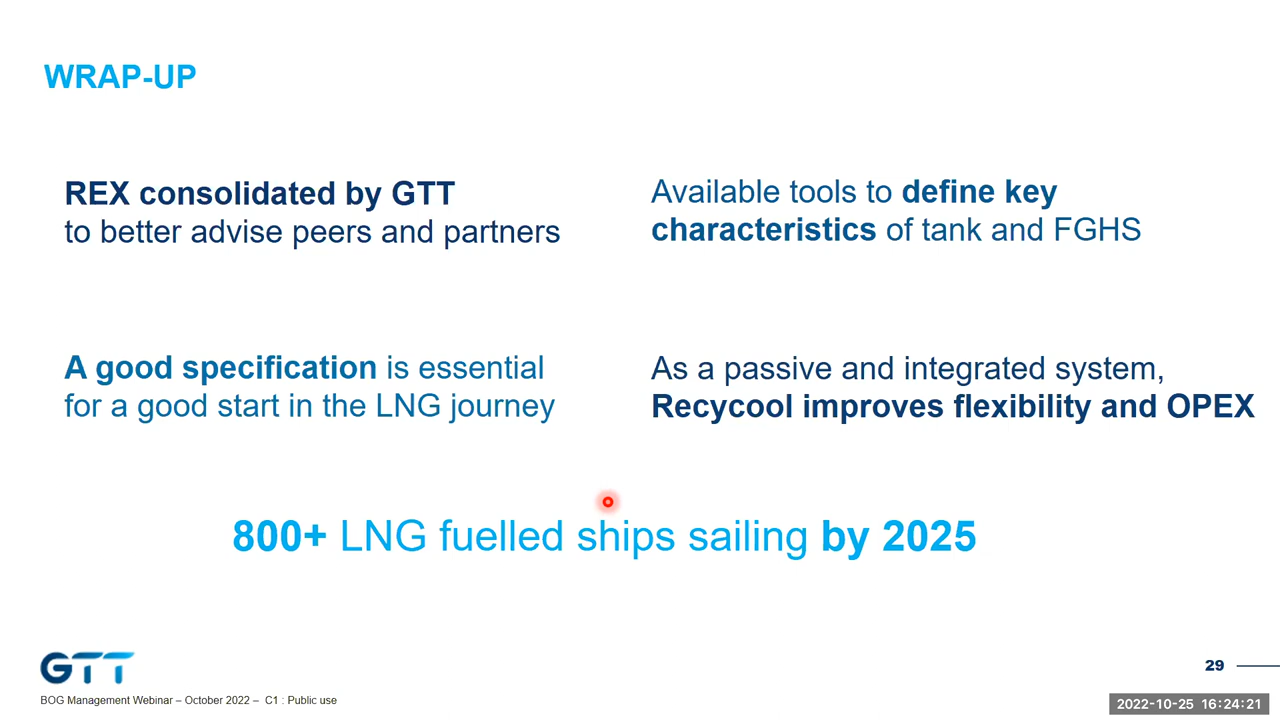 WRAP-UP
REX consolidated by GTT
to better advise peers and partners
Available tools to define key
characteristics of tank and FGHS
A good specification is essential
for a good start in the LNG journey
As a passive and integrated system,
Recycool improves flexibility and OPEX
800+ LNG fuelled ships sailing by 2025
GTT
29
BOG Management Webinar – October 2022 – C1 : Public use
2022-10-25 16:24:21